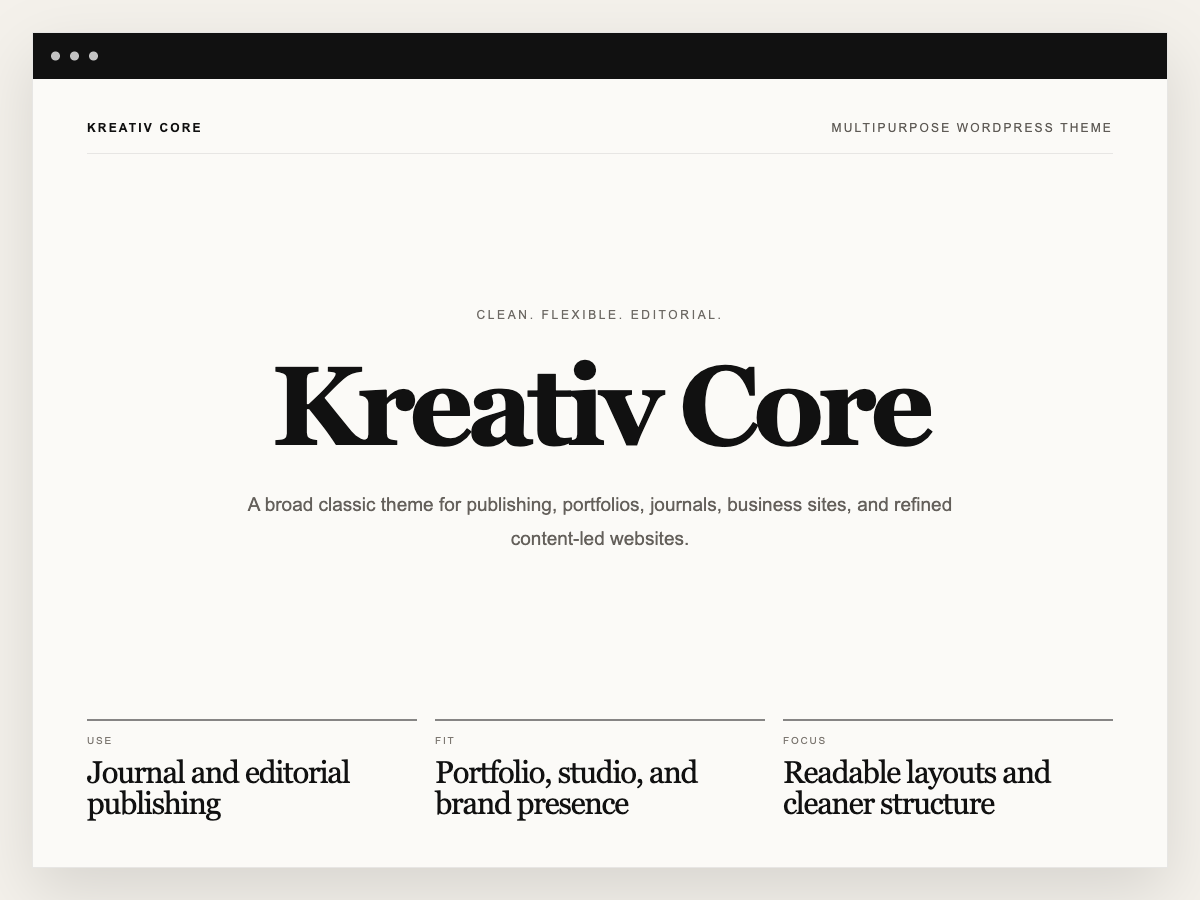 KREATIV CORE
MULTIPURPOSE WORDPRESS THEME
CLEAN. FLEXIBLE. EDITORIAL.
Kreativ Core
A broad classic theme for publishing, portfolios, journals, business sites, and refined
content-led websites.
USE
Journal and editorial
publishing
FIT
Portfolio, studio, and
brand presence
FOCUS
Readable layouts and
cleaner structure